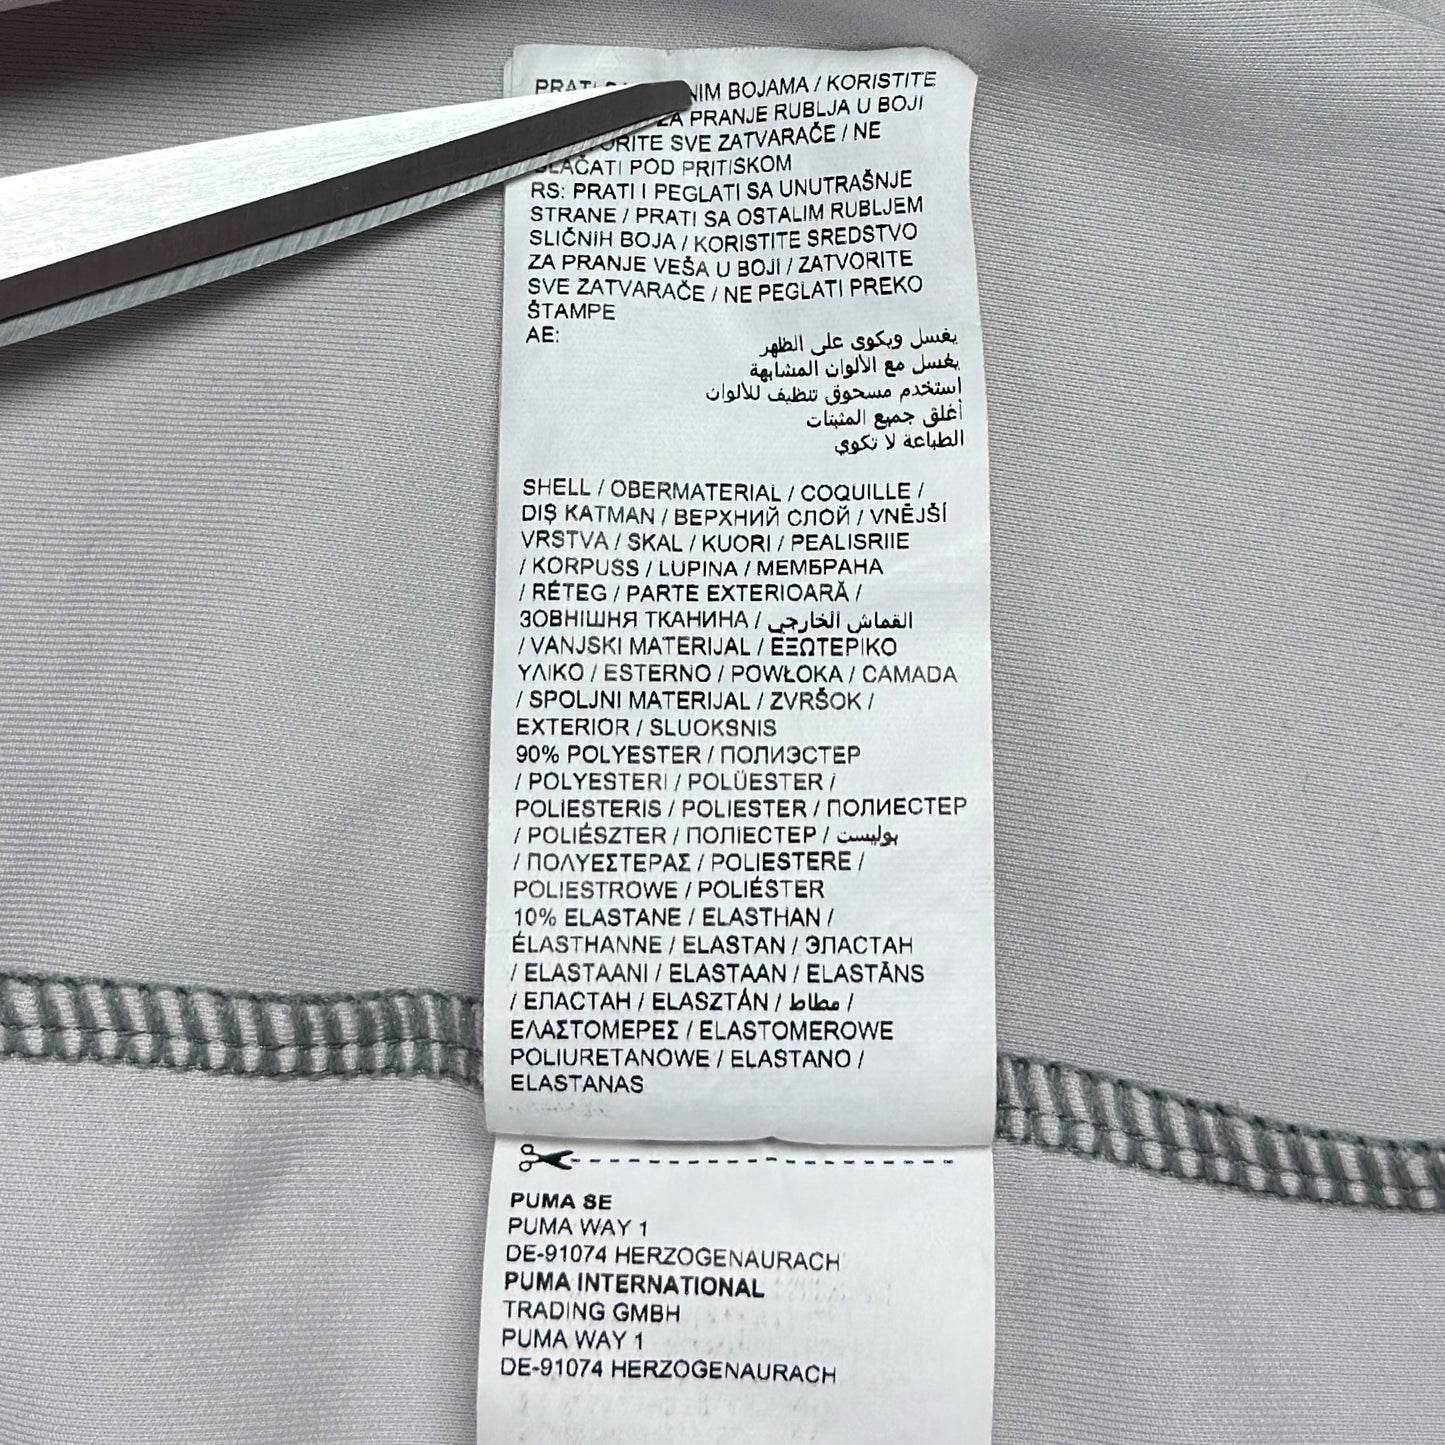 BOJAMA / KORISTITE
ZA PRANJE RUBLJA U BOJI
SVE ZATVARAČE / NE
POD PRITISKOM
RS: PRATI I PEGLATI SA UNUTRAŠNJE
STRANE / PRATI SA OSTALIM RUBLJEM
SLIČNIH BOJA / KORISTITE SREDSTVO
ZA PRANJE VEŠA U BOJI / ZATVORITE
SVE ZATVARAČE / NE PEGLATI PREKO
ŠTAMPE
AE:
يغسل ويكوى على الظهر
يغسل مع الألوان المشابهة
استخدم مسحوق تنظيف للألوان
أغلق جميع المثبتات
الطباعة لا تكوي
SHELL / OBERMATERIAL / COQUILLE /
DIŞ KATMAN / ВЕРХНИЙ СЛОЙ / VNĚJŠÍ
VRSTVA / SKAL / KUORI / PEALISRIIE
/ KORPUSS / LUPINA / МЕМБРАНА
/ RÉTEG / PARTE EXTERIOARĂ /
ЗОВНІШНЯ ТКАНИНА / القماش الخارجي
/ VANJSKI MATERIJAL / ΕΞΩΤΕΡΙΚΟ
ΥΛΙΚΟ / ESTERNO / POWŁOKA / CAMADA
/ SPOLJNI MATERIJAL / ZVRŠOK /
EXTERIOR / SLUOKSNIS
90% POLYESTER / ПОЛИЭСТЕР
/ POLYESTERI / POLÜESTER /
POLIESTERIS / POLIESTER / ПОЛИЕСТЕР
/ POLIÉSZTER / ПОЛІЕСТЕР / بوليست
/ ΠΟΛΥΕΣΤΕΡΑΣ / POLIESTERE /
POLIESTROWE / POLIÉSTER
10% ELASTANE / ELASTHAN /
ÉLASTHANNE / ELASTAN / ЭЛАСТАН
/ ELASTAANI / ELASTAAN / ELASTĀNS
/ ЕЛАСТАН / ELASZTÁN / مطاط /
ΕΛΑΣΤΟΜΕΡΕΣ / ELASTOMEROWE
POLIURETANOWE / ELASTANO /
ELASTANAS
PUMA SE
PUMA WAY 1
DE-91074 HERZOGENAURACH
PUMA INTERNATIONAL
TRADING GMBH
PUMA WAY 1
DE-91074 HERZOGENAURACH